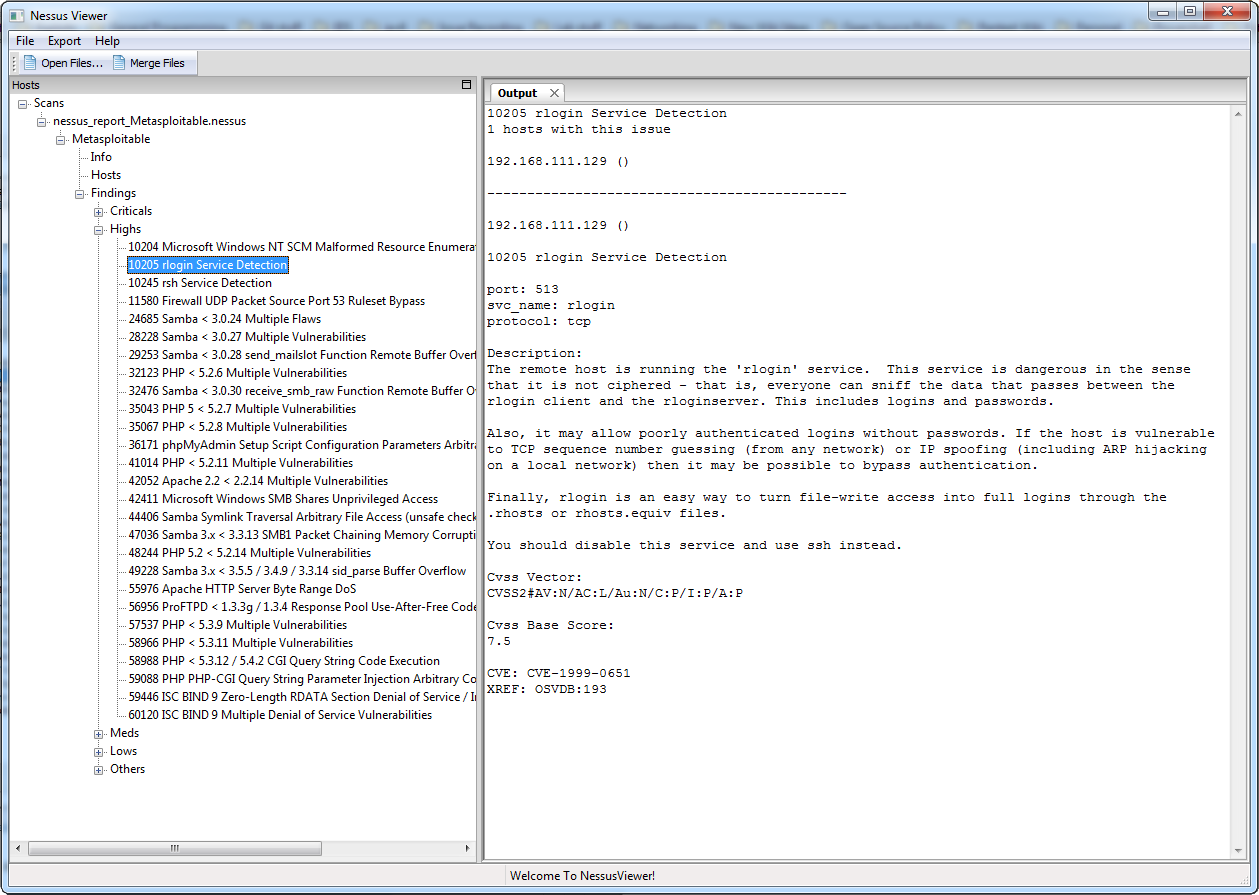 Nessus Viewer
File Export Help
Open Files... Merge Files
Hosts
Scans
nessus_report_Metasploitable.nessus
Metasploitable
Info
Hosts
Findings
Criticals
Highs
10204 Microsoft Windows NT SCM Malformed Resource Enumera
10205 rlogin Service Detection
10245 rsh Service Detection
11580 Firewall UDP Packet Source Port 53 Ruleset Bypass
24685 Samba < 3.0.24 Multiple Flaws
28228 Samba < 3.0.27 Multiple Vulnerabilities
29253 Samba < 3.0.28 send_mailslot Function Remote Buffer Overf
32123 PHP < 5.2.6 Multiple Vulnerabilities
32476 Samba < 3.0.30 receive_smb_raw Function Remote Buffer O
35043 PHP 5 < 5.2.7 Multiple Vulnerabilities
35067 PHP < 5.2.8 Multiple Vulnerabilities
36171 phpMyAdmin Setup Script Configuration Parameters Arbitra
41014 PHP < 5.2.11 Multiple Vulnerabilities
42052 Apache 2.2 < 2.2.14 Multiple Vulnerabilities
42411 Microsoft Windows SMB Shares Unprivileged Access
44406 Samba Symlink Traversal Arbitrary File Access (unsafe check
47036 Samba 3.x < 3.3.13 SMB1 Packet Chaining Memory Corrupti
48244 PHP 5.2 < 5.2.14 Multiple Vulnerabilities
49228 Samba 3.x < 3.5.5 / 3.4.9 / 3.3.14 sid_parse Buffer Overflow
55976 Apache HTTP Server Byte Range DoS
56956 ProFTPD < 1.3.3g / 1.3.4 Response Pool Use-After-Free Code
57537 PHP < 5.3.9 Multiple Vulnerabilities
58966 PHP < 5.3.11 Multiple Vulnerabilities
58988 PHP < 5.3.12 / 5.4.2 CGI Query String Code Execution
59088 PHP PHP-CGI Query String Parameter Injection Arbitrary Co
59446 ISC BIND 9 Zero-Length RDATA Section Denial of Service / I
60120 ISC BIND 9 Multiple Denial of Service Vulnerabilities
Meds
Lows
Others
Output
10205 rlogin Service Detection
1 hosts with this issue
192.168.111.129 ()
---------------------------------------------
192.168.111.129 ()
10205 rlogin Service Detection
port: 513
svc_name: rlogin
protocol: tcp
Description:
The remote host is running the 'rlogin' service.  This service is dangerous in the sense
that it is not ciphered - that is, everyone can sniff the data that passes between the
rlogin client and the rloginserver. This includes logins and passwords.
Also, it may allow poorly authenticated logins without passwords. If the host is vulnerable
to TCP sequence number guessing (from any network) or IP spoofing (including ARP hijacking
on a local network) then it may be possible to bypass authentication.
Finally, rlogin is an easy way to turn file-write access into full logins through the
.rhosts or rhosts.equiv files.
You should disable this service and use ssh instead.
Cvss Vector:
CVSS2#AV:N/AC:L/Au:N/C:P/I:P/A:P
Cvss Base Score:
7.5
CVE: CVE-1999-0651
XREF: OSVDB:193
Welcome To NessusViewer!